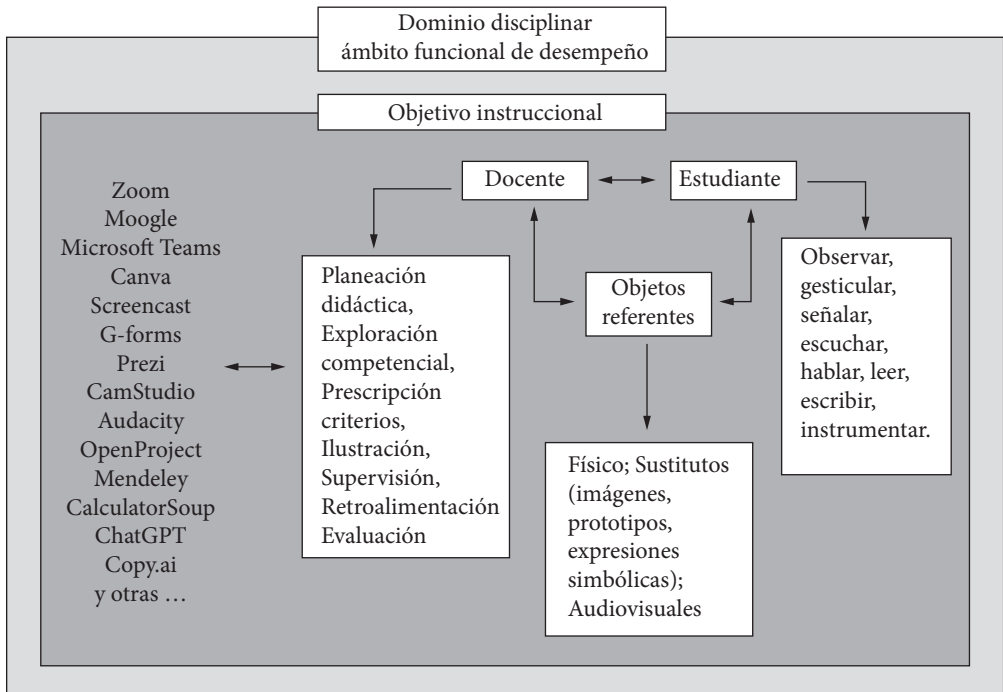 Dominio disciplinar
ámbito funcional de desempeño
Objetivo instruccional
Zoom
Moogle
Microsoft Teams
Canva
Screencast
G-forms
Prezi
CamStudio
Audacity
OpenProject
Mendeley
CalculatorSoup
ChatGPT
Copy.ai
y otras …
Docente
Estudiante
Planeación
didáctica,
Exploración
competencial,
Prescripción
criterios,
Ilustración,
Supervisión,
Retroalimentación
Evaluación
Objetos
referentes
Físico; Sustitutos
(imágenes,
prototipos,
expresiones
simbólicas);
Audiovisuales
Observar,
gesticular,
señalar,
escuchar,
hablar, leer,
escribir,
instrumentar.